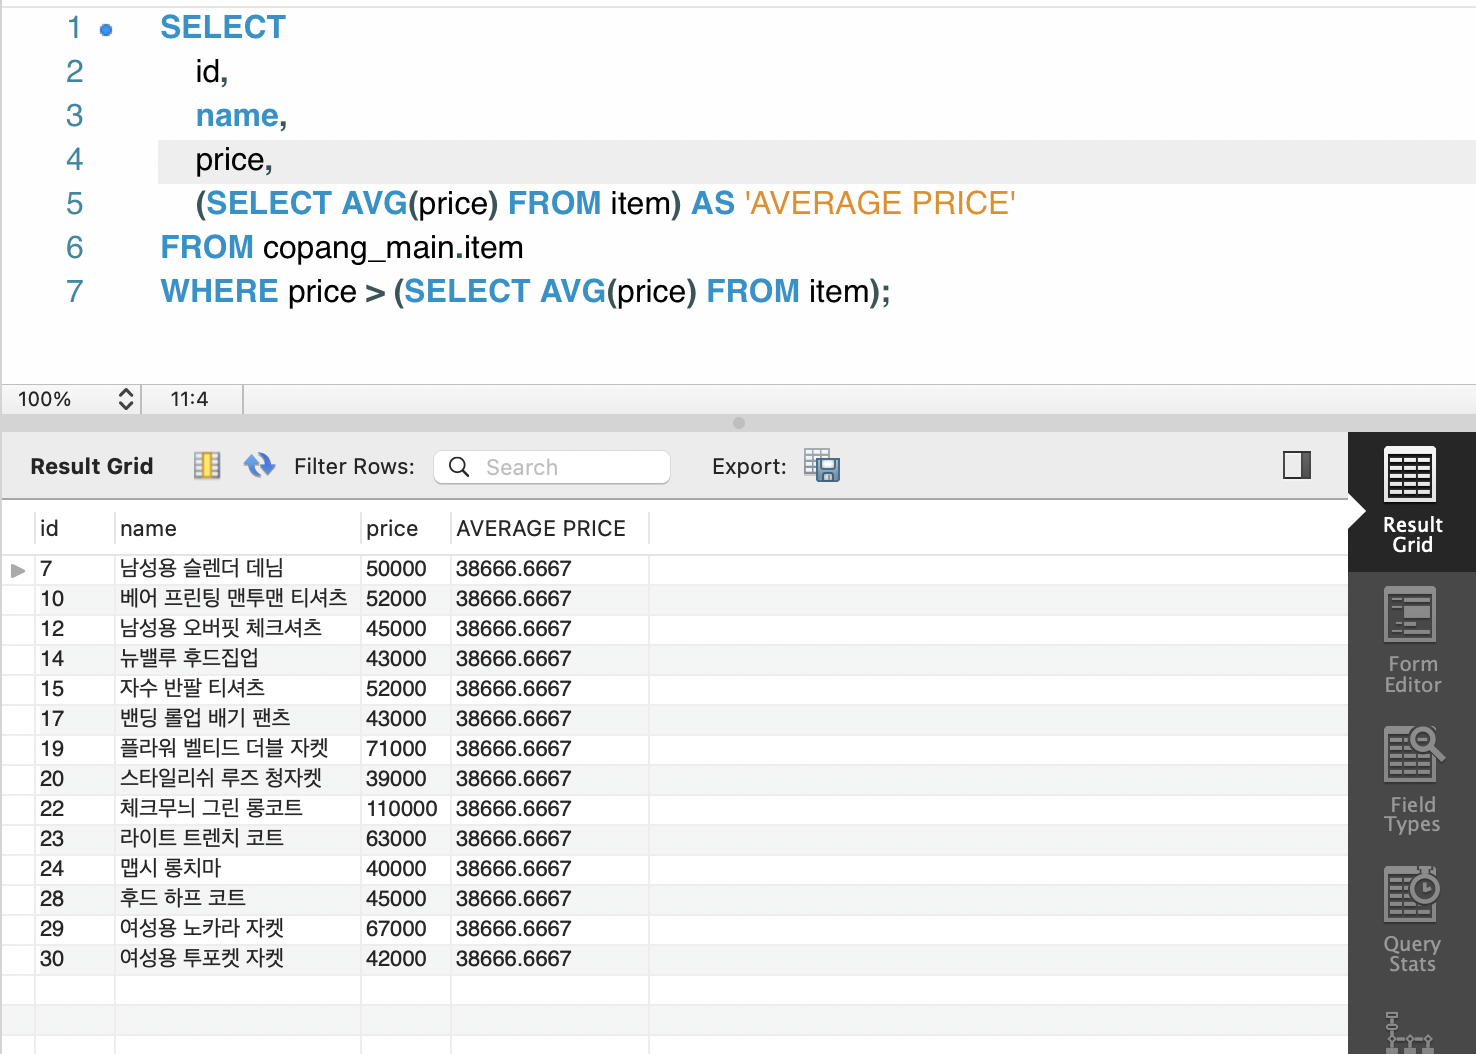 1 SELECT
2 id,
3 name,
4 price,
5 (SELECT AVG(price) FROM item) AS 'AVERAGE PRICE'
6 FROM copang_main.item
7 WHERE price > (SELECT AVG(price) FROM item);
100% 11:4
Result Grid Filter Rows: Search Export:
id name price AVERAGE PRICE
7 남성용 슬렌더 데님 50000 38666.6667
10 베어 프린팅 맨투맨 티셔츠 52000 38666.6667
12 남성용 오버핏 체크셔츠 45000 38666.6667
14 뉴밸루 후드집업 43000 38666.6667
15 자수 반팔 티셔츠 52000 38666.6667
17 밴딩 롤업 배기 팬츠 43000 38666.6667
19 플라워 벨티드 더블 자켓 71000 38666.6667
20 스타일리쉬 루즈 청자켓 39000 38666.6667
22 체크무늬 그린 롱코트 110000 38666.6667
23 라이트 트렌치 코트 63000 38666.6667
24 맵시 롱치마 40000 38666.6667
28 후드 하프 코트 45000 38666.6667
29 여성용 노카라 자켓 67000 38666.6667
30 여성용 투포켓 자켓 42000 38666.6667
Result
Grid
Form
Editor
Field
Types
Query
Stats